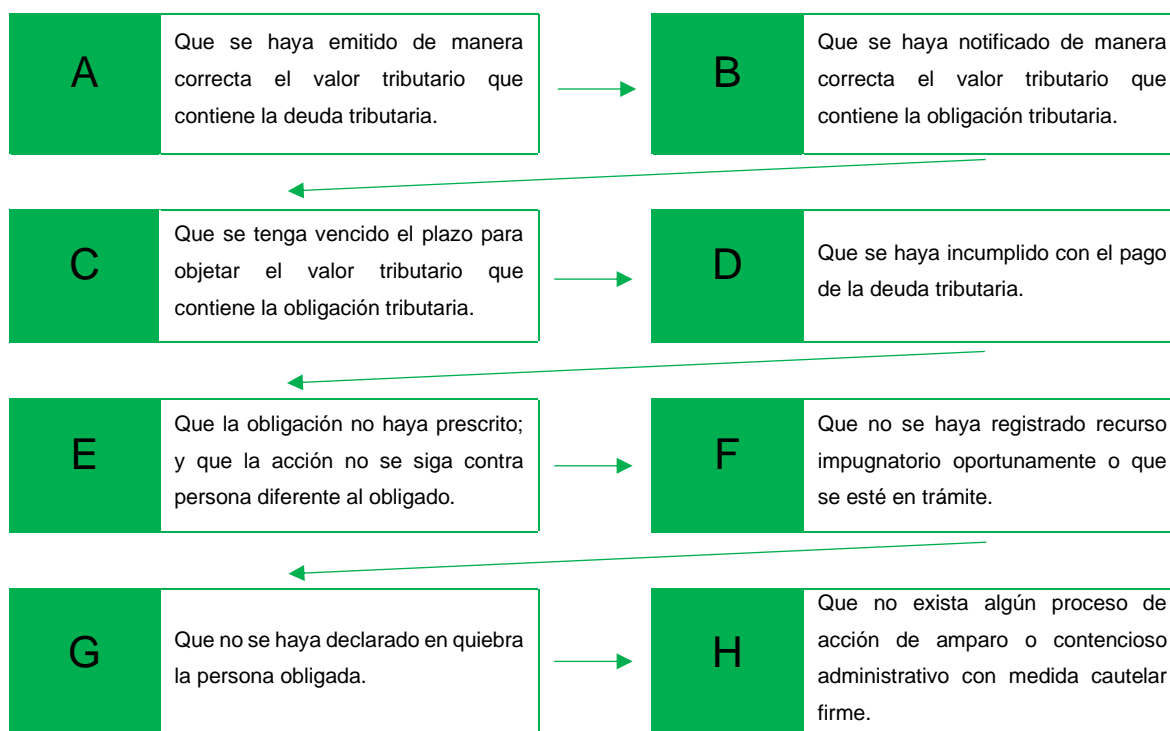 A
Que se haya emitido de manera
correcta el valor tributario que
contiene la deuda tributaria.
B
Que se haya notificado de manera
correcta el valor tributario que
contiene la obligación tributaria.
C
Que se tenga vencido el plazo para
objetar el valor tributario que
contiene la obligación tributaria.
D
Que se haya incumplido con el pago
de la deuda tributaria.
E
Que la obligación no haya prescrito;
y que la acción no se siga contra
persona diferente al obligado.
F
Que no se haya registrado recurso
impugnatorio oportunamente o que
se esté en trámite.
G
Que no se haya declarado en quiebra
la persona obligada.
H
Que no exista algún proceso de
acción de amparo o contencioso
administrativo con medida cautelar
firme.